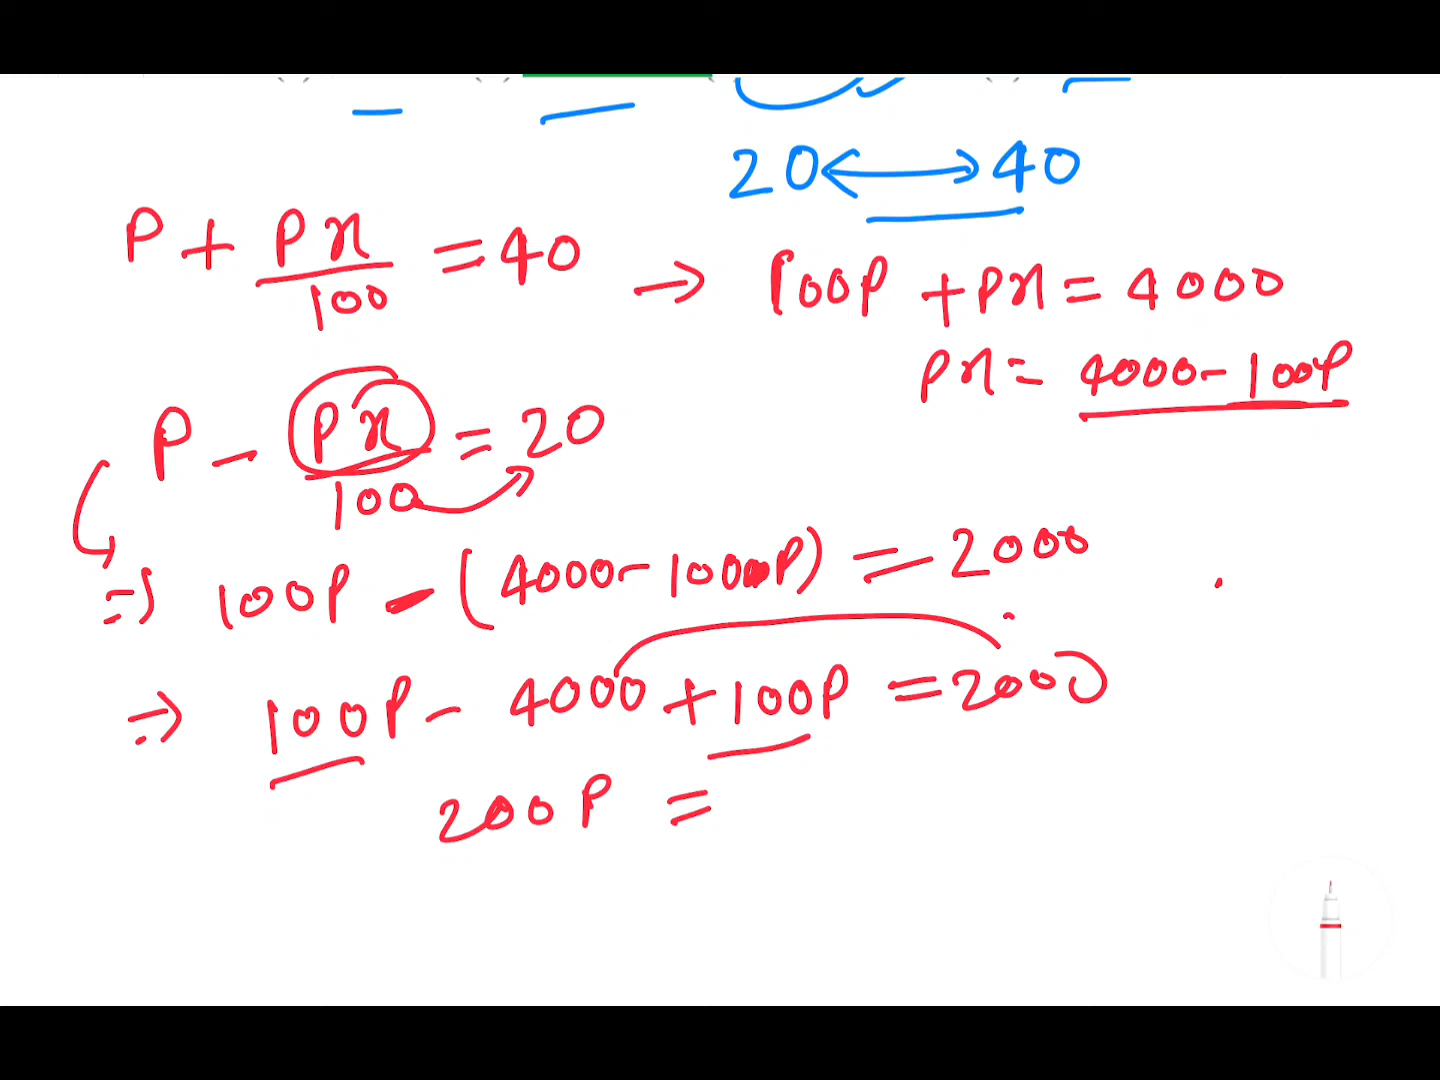 20 ↔ 40
P + Px/100 = 40 → 100P + Px = 4000
Px = 4000 - 100P
P - Px/100 = 20
⇒ 100P - (4000 - 100P) = 2000
⇒ 100P - 4000 + 100P = 2000
200P =